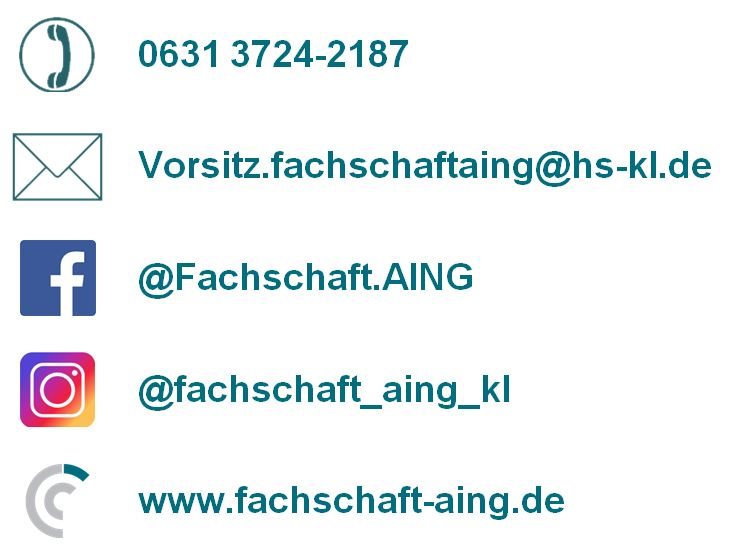 0631 3724-2187
Vorsitz.fachschaftaing@hs-kl.de
@Fachschaft.AING
@fachschaft_aing_kl
www.fachschaft-aing.de